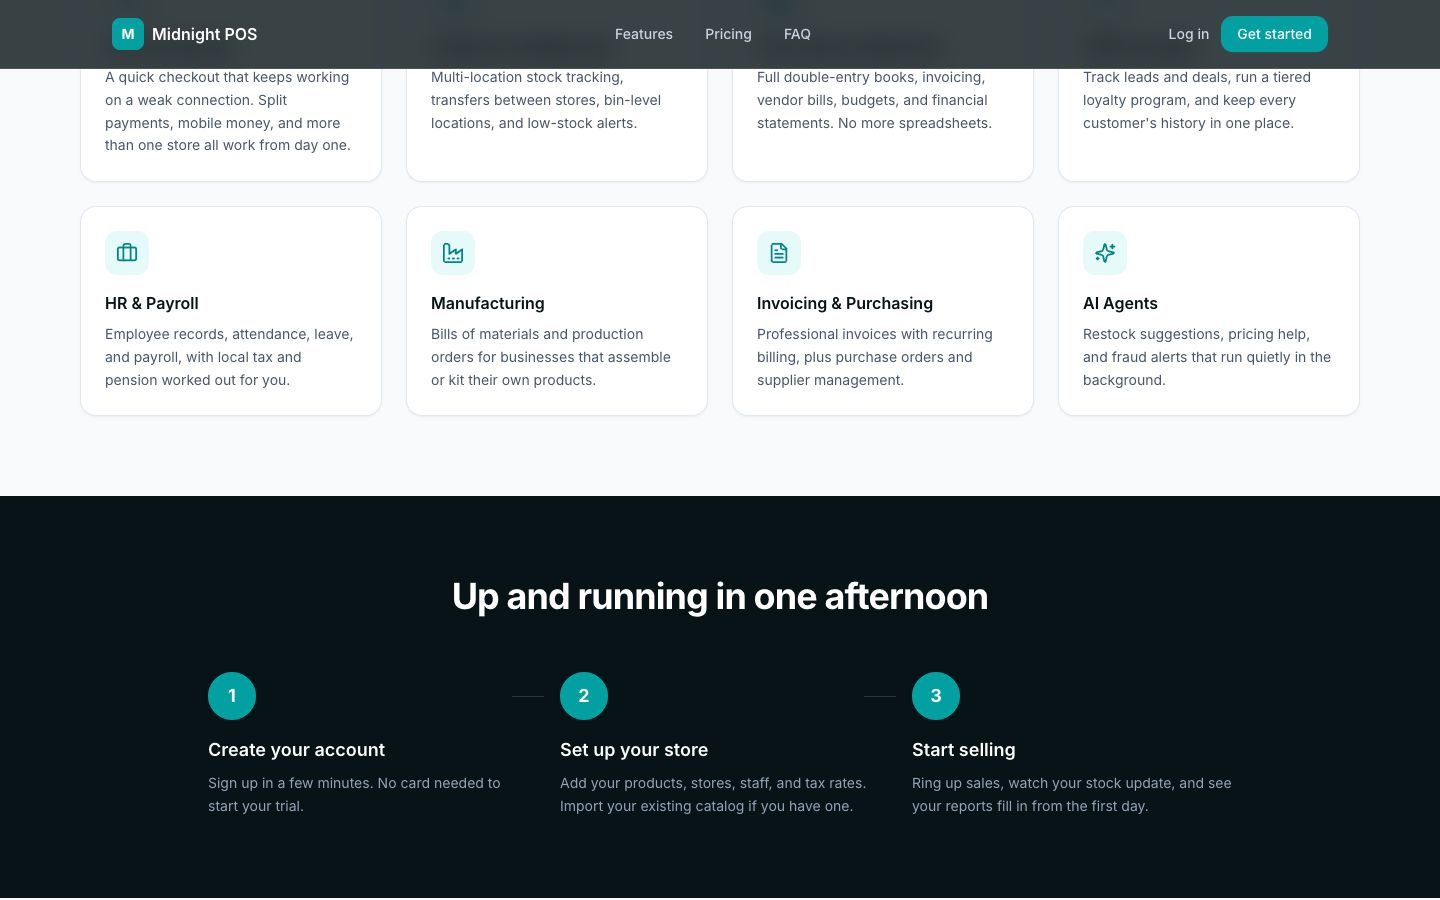 M Midnight POS
Features
Pricing
FAQ
Log in
Get started
A quick checkout that keeps working
on a weak connection. Split
payments, mobile money, and more
than one store all work from day one.
Multi-location stock tracking,
transfers between stores, bin-level
locations, and low-stock alerts.
Full double-entry books, invoicing,
vendor bills, budgets, and financial
statements. No more spreadsheets.
Track leads and deals, run a tiered
loyalty program, and keep every
customer's history in one place.
HR & Payroll
Employee records, attendance, leave,
and payroll, with local tax and
pension worked out for you.
Manufacturing
Bills of materials and production
orders for businesses that assemble
or kit their own products.
Invoicing & Purchasing
Professional invoices with recurring
billing, plus purchase orders and
supplier management.
AI Agents
Restock suggestions, pricing help,
and fraud alerts that run quietly in the
background.
Up and running in one afternoon
1
Create your account
Sign up in a few minutes. No card needed to
start your trial.
2
Set up your store
Add your products, stores, staff, and tax rates.
Import your existing catalog if you have one.
3
Start selling
Ring up sales, watch your stock update, and see
your reports fill in from the first day.